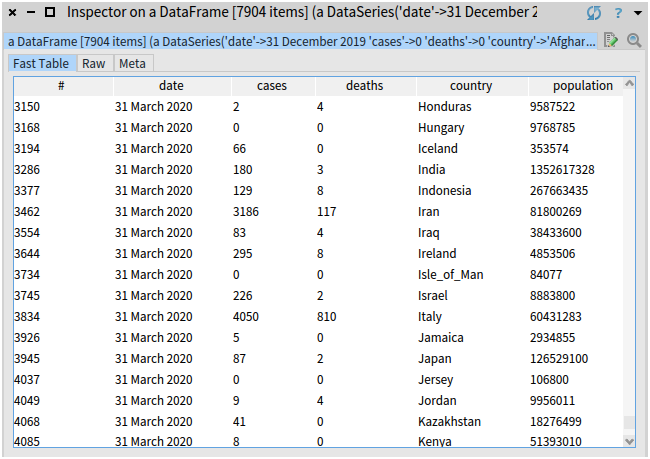 Inspector on a DataFrame [7904 items] (a DataSeries('date'->31 December 2
a DataFrame [7904 items] (a DataSeries('date'->31 December 2019 'cases'->0 'deaths'->0 'country'->'Afghar...
Fast Table Raw Meta
# date cases deaths country population
3150 31 March 2020 2 4 Honduras 9587522
3168 31 March 2020 0 0 Hungary 9768785
3194 31 March 2020 66 0 Iceland 353574
3286 31 March 2020 180 3 India 1352617328
3377 31 March 2020 129 8 Indonesia 267663435
3462 31 March 2020 3186 117 Iran 81800269
3554 31 March 2020 83 4 Iraq 38433600
3644 31 March 2020 295 8 Ireland 4853506
3734 31 March 2020 0 0 Isle_of_Man 84077
3745 31 March 2020 226 2 Israel 8883800
3834 31 March 2020 4050 810 Italy 60431283
3926 31 March 2020 5 0 Jamaica 2934855
3945 31 March 2020 87 2 Japan 126529100
4037 31 March 2020 0 0 Jersey 106800
4049 31 March 2020 9 4 Jordan 9956011
4068 31 March 2020 41 0 Kazakhstan 18276499
4085 31 March 2020 8 0 Kenya 51393010